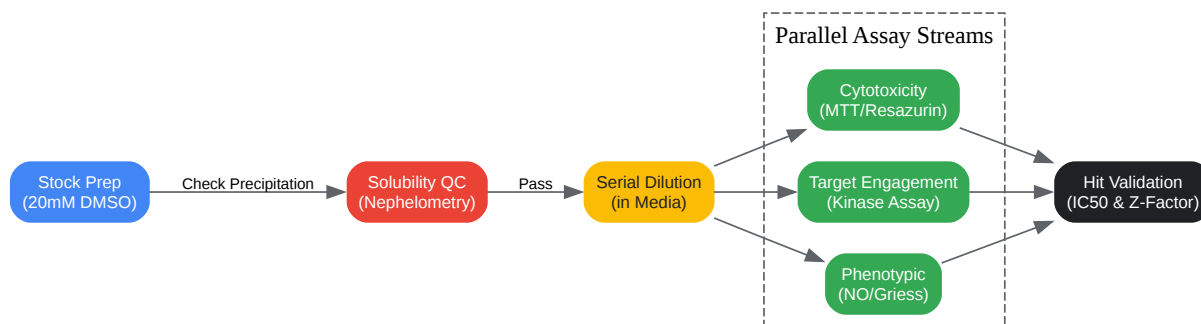 Parallel Assay Streams
Stock Prep
(20mM DMSO)
Check Precipitation
Solubility QC
(Nephelometry)
Pass
Serial Dilution
(in Media)
Cytotoxicity
(MTT/Resazurin)
Target Engagement
(Kinase Assay)
Phenotypic
(NO/Griess)
Hit Validation
(IC50 & Z-Factor)